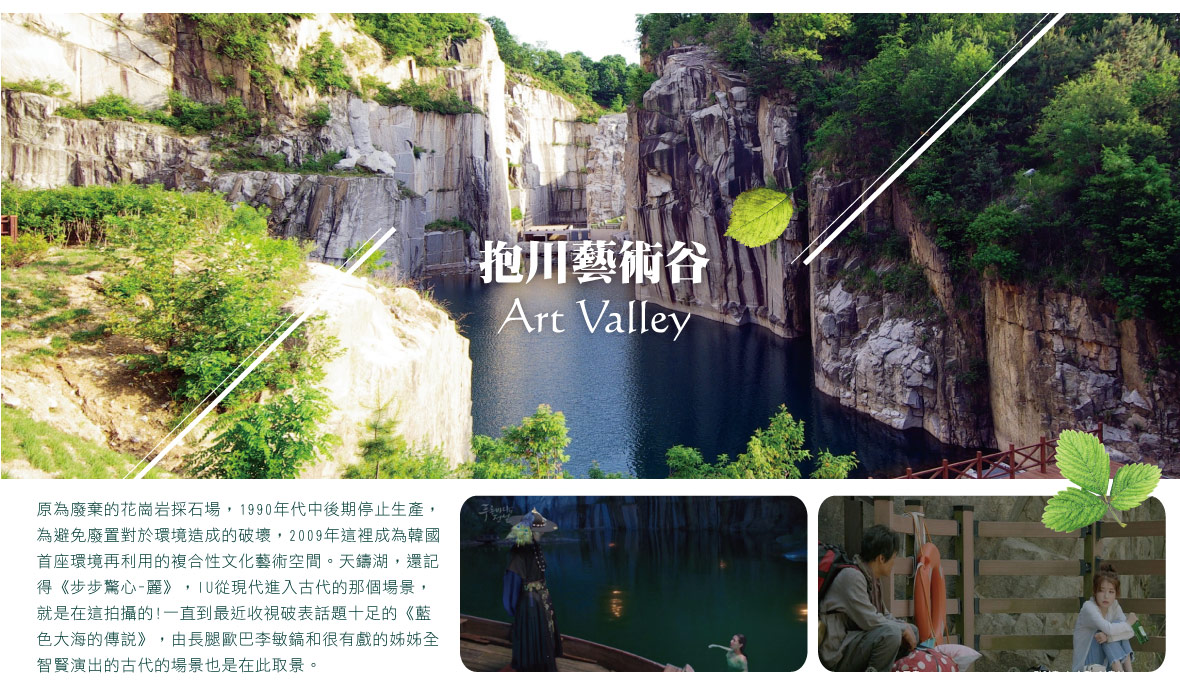 抱川藝術谷
Art Valley
原為廢棄的花崗岩採石場，1990年代中後期停止生產，
為避免廢置對於環境造成的破壞，2009年這裡成為韓國
首座環境再利用的複合性文化藝術空間。天鑄湖，還記
得《步步驚心-麗》，IU從現代進入古代的那個場景，
就是在這拍攝的!一直到最近收視破表話題十足的《藍
色大海的傳說》，由長腿歐巴李敏鎬和很有戲的姊姊全
智賢演出的古代的場景也是在此取景。